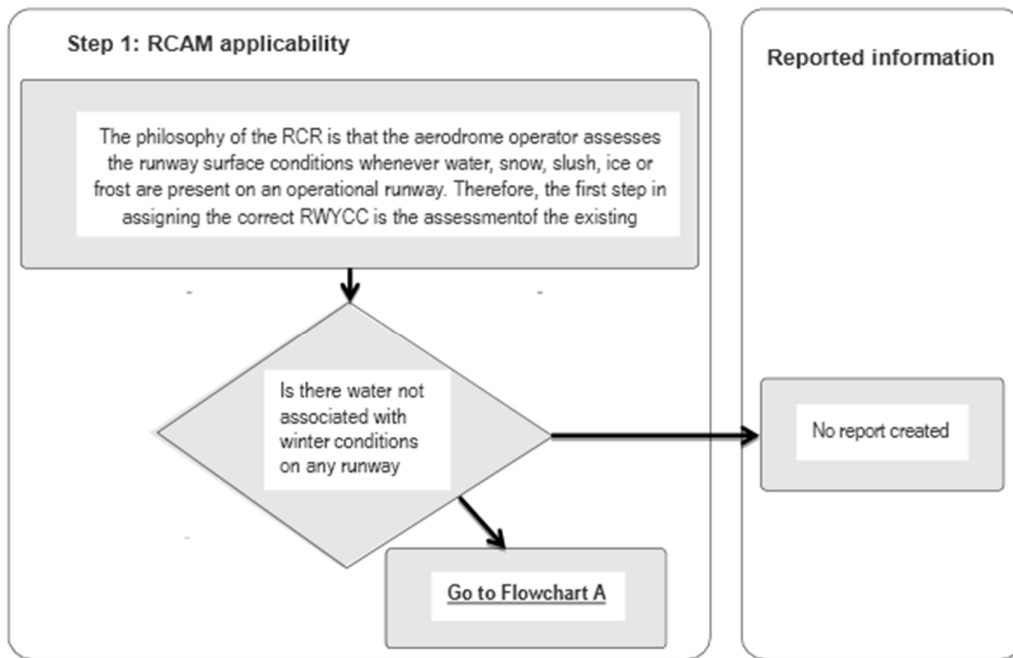 Step 1: RCAM applicability
The philosophy of the RCR is that the aerodrome operator assesses
the runway surface conditions whenever water, snow, slush, ice or
frost are present on an operational runway. Therefore, the first step in
assigning the correct RWYCC is the assessmentof the existing
Is there water not
associated with
winter conditions
on any runway
Go to Flowchart A
Reported information
No report created